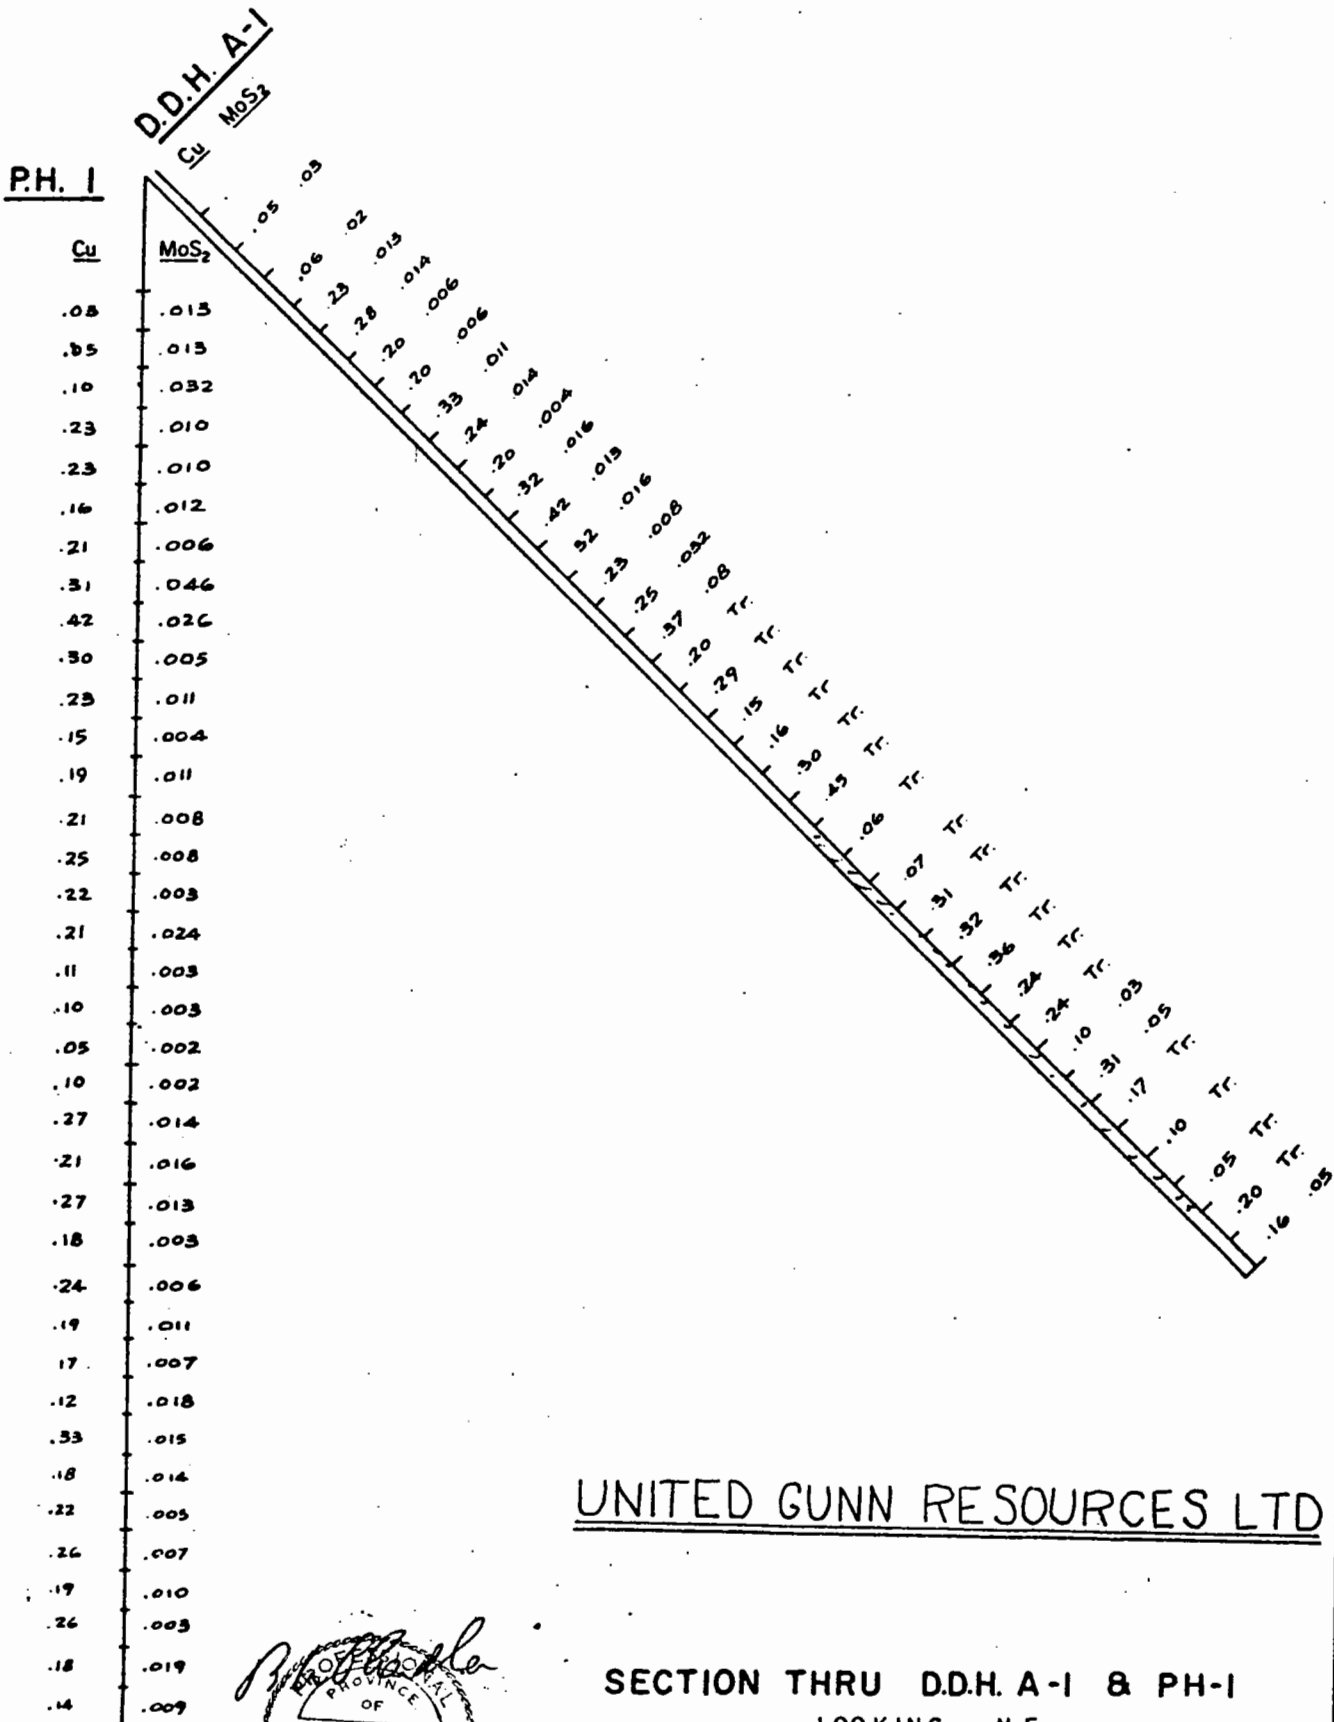 D.D.H. A-1
Cu MoS2
.05 .03
.06 .02
.23 .013
.28 .014
.20 .006
.20 .006
.33 .011
.24 .014
.20 .004
.32 .016
.42 .013
.32 .016
.23 .008
.25 .032
.37 .08
.20 Tr.
.29 Tr.
.15 Tr.
.16 Tr.
.30 Tr.
.45 Tr.
.06 Tr.
.07 Tr.
.31 Tr.
.32 Tr.
.36 Tr.
.24 Tr.
.24 Tr.
.10 .03
.31 .05
.17 Tr.
.10 Tr.
.05 Tr.
.20 Tr.
.16 .05
P.H. 1
Cu MoS2
.08 .013
.05 .013
.10 .032
.23 .010
.23 .010
.16 .012
.21 .006
.31 .046
.42 .026
.30 .005
.23 .011
.15 .004
.19 .011
.21 .008
.25 .008
.22 .003
.21 .024
.11 .003
.10 .003
.05 .002
.10 .002
.27 .014
.21 .016
.27 .013
.18 .003
.24 .006
.19 .011
17 .007
.12 .018
.33 .015
.18 .014
.22 .005
.26 .007
.19 .010
.26 .003
.18 .019
.14 .009
UNITED GUNN RESOURCES LTD
PROFESSIONAL
PROVINCE
OF
SECTION THRU D.D.H. A-1 & PH-1
LOOKING N.E.